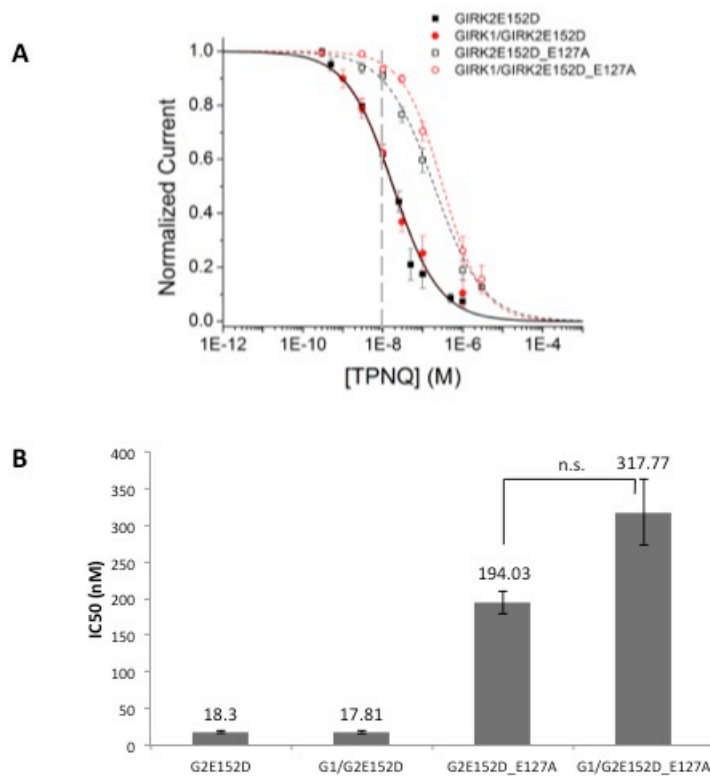 A
GIRK2E152D
GIRK1/GIRK2E152D
GIRK2E152D_E127A
GIRK1/GIRK2E152D_E127A
Normalized Current
1.0
0.8
0.6
0.4
0.2
0.0
1E-12 1E-10 1E-8 1E-6 1E-4
[TPNQ] (M)
B
IC50 (nM)
400
350
300
250
200
150
100
50
0
n.s.
317.77
194.03
18.3
17.81
G2E152D G1/G2E152D G2E152D_E127A G1/G2E152D_E127A